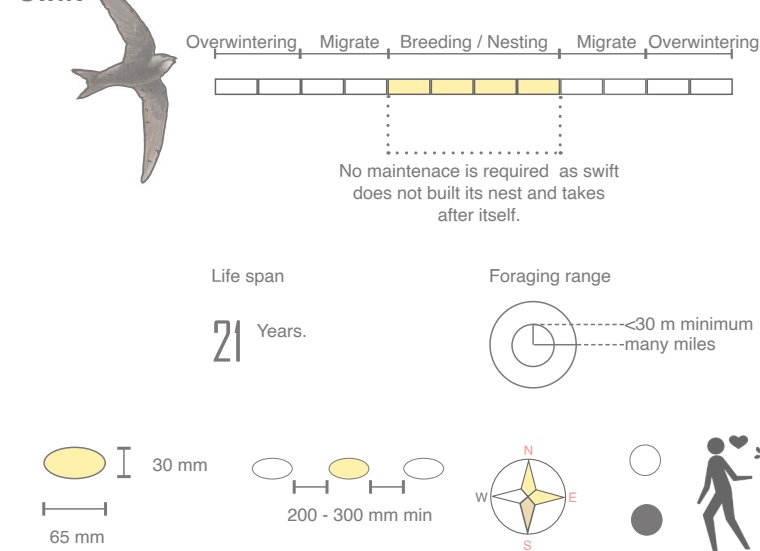 Overwintering Migrate Breeding / Nesting Migrate Overwintering
No maintenace is required as swift
does not built its nest and takes
after itself.
Life span
Foraging range
21 Years.
<30 m minimum
many miles
30 mm
65 mm
200 - 300 mm min
N
W
E
S